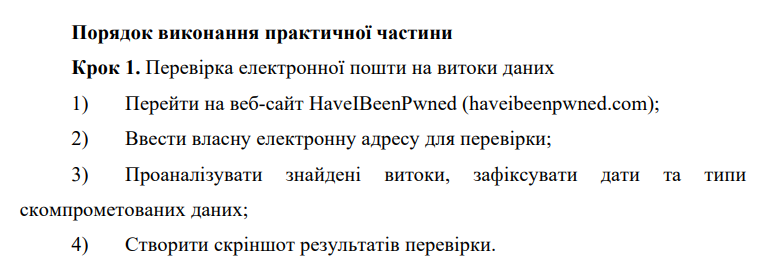 Порядок виконання практичної частини
Крок 1. Перевірка електронної пошти на витоки даних
1) Перейти на веб-сайт HaveIBeenPwned (haveibeenpwned.com);
2) Ввести власну електронну адресу для перевірки;
3) Проаналізувати знайдені витоки, зафіксувати дати та типи
скомпрометованих даних;
4) Створити скріншот результатів перевірки.